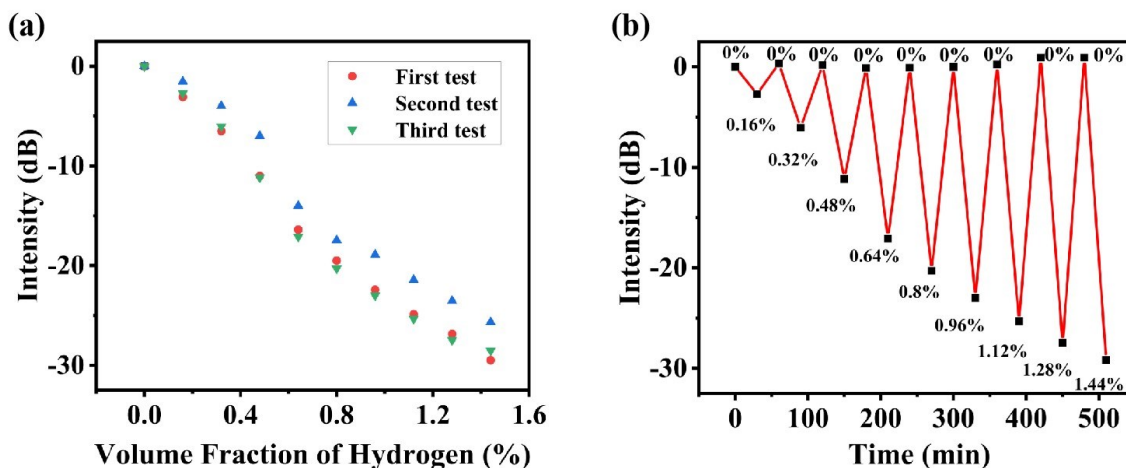 (a)
Intensity (dB)
0
-10
-20
-30
First test
Second test
Third test
0.0 0.4 0.8 1.2 1.6
Volume Fraction of Hydrogen (%)
(b)
Intensity (dB)
0
-10
-20
-30
0% 0% 0% 0% 0% 0% 0% 0% 0%
0.16%
0.32%
0.48%
0.64%
0.8%
0.96%
1.12%
1.28%
1.44%
0 100 200 300 400 500
Time (min)